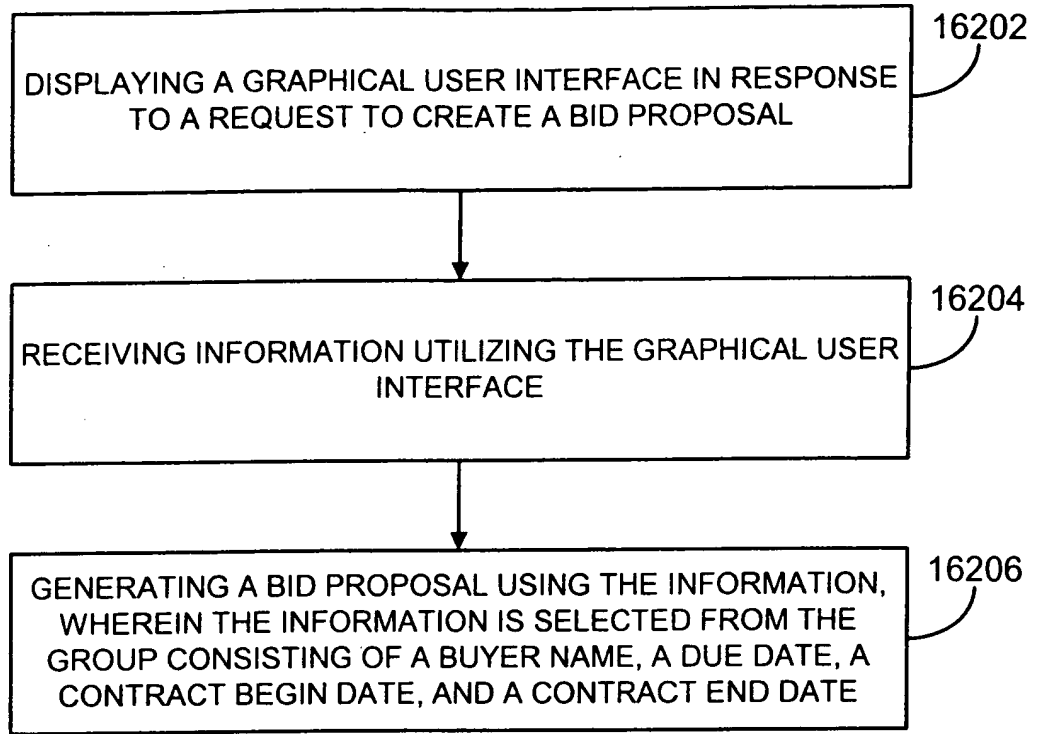 16202
DISPLAYING A GRAPHICAL USER INTERFACE IN RESPONSE
TO A REQUEST TO CREATE A BID PROPOSAL
16204
RECEIVING INFORMATION UTILIZING THE GRAPHICAL USER
INTERFACE
16206
GENERATING A BID PROPOSAL USING THE INFORMATION,
WHEREIN THE INFORMATION IS SELECTED FROM THE
GROUP CONSISTING OF A BUYER NAME, A DUE DATE, A
CONTRACT BEGIN DATE, AND A CONTRACT END DATE